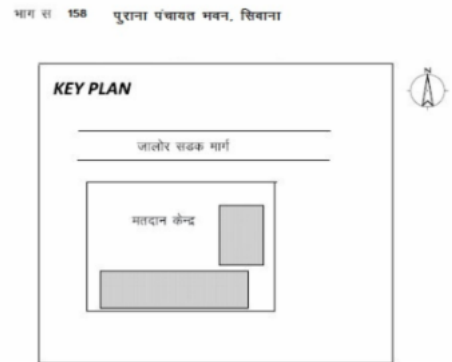 भाग स 158 पुराना पंचायत भवन, सिवाना
N
KEY PLAN
जालोर सडक मार्ग
मतदान केन्द्र